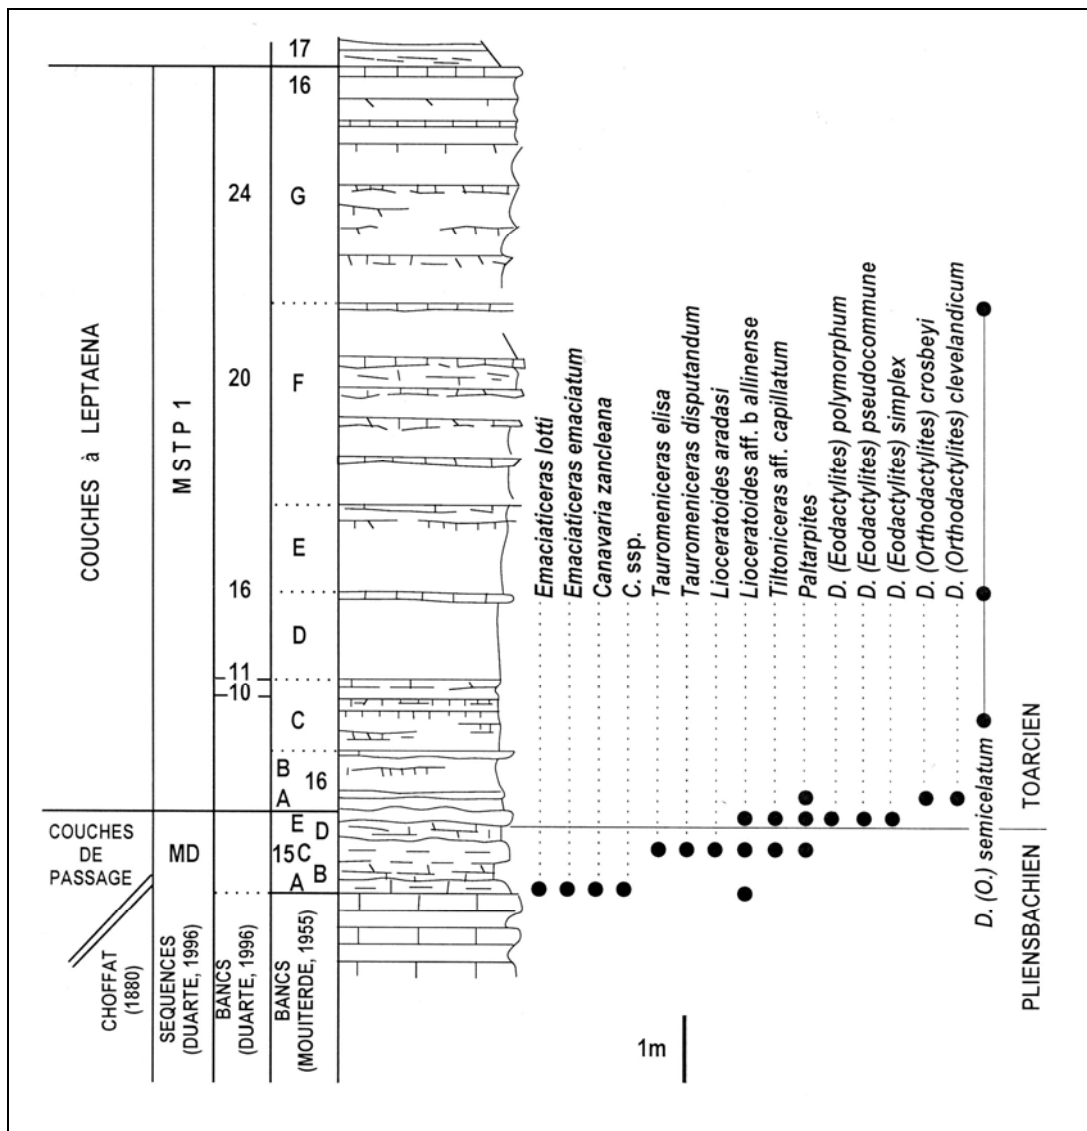 17
16
G
F
E
D
C
B
16
A
E
D
15C
B
A
24
20
16
11
10
COUCHES à LEPTAENA
MSTP 1
COUCHES
DE
PASSAGE
MD
CHOFFAT
(1880)
SEQUENCES
(DUARTE, 1996)
BANCS
(DUARTE, 1996)
BANCS
(MOUITERDE, 1955)
Emaciaticeras lotti
Emaciaticeras emaciatum
Canavaria zancleana
C. ssp.
Tauromeniceras elisa
Tauromeniceras disputandum
Lioceratoides aradasi
Lioceratoides aff. b allinense
Tiltoniceras aff. capillatum
Paltarpites
D. (Eodactylites) polymorphum
D. (Eodactylites) pseudocommune
D. (Eodactylites) simplex
D. (Orthodactylites) crosbeyi
D. (Orthodactylites) clevelandicum
D. (O.) semicelatum
TOARCIEN
PLIENSBACHIEN
1m